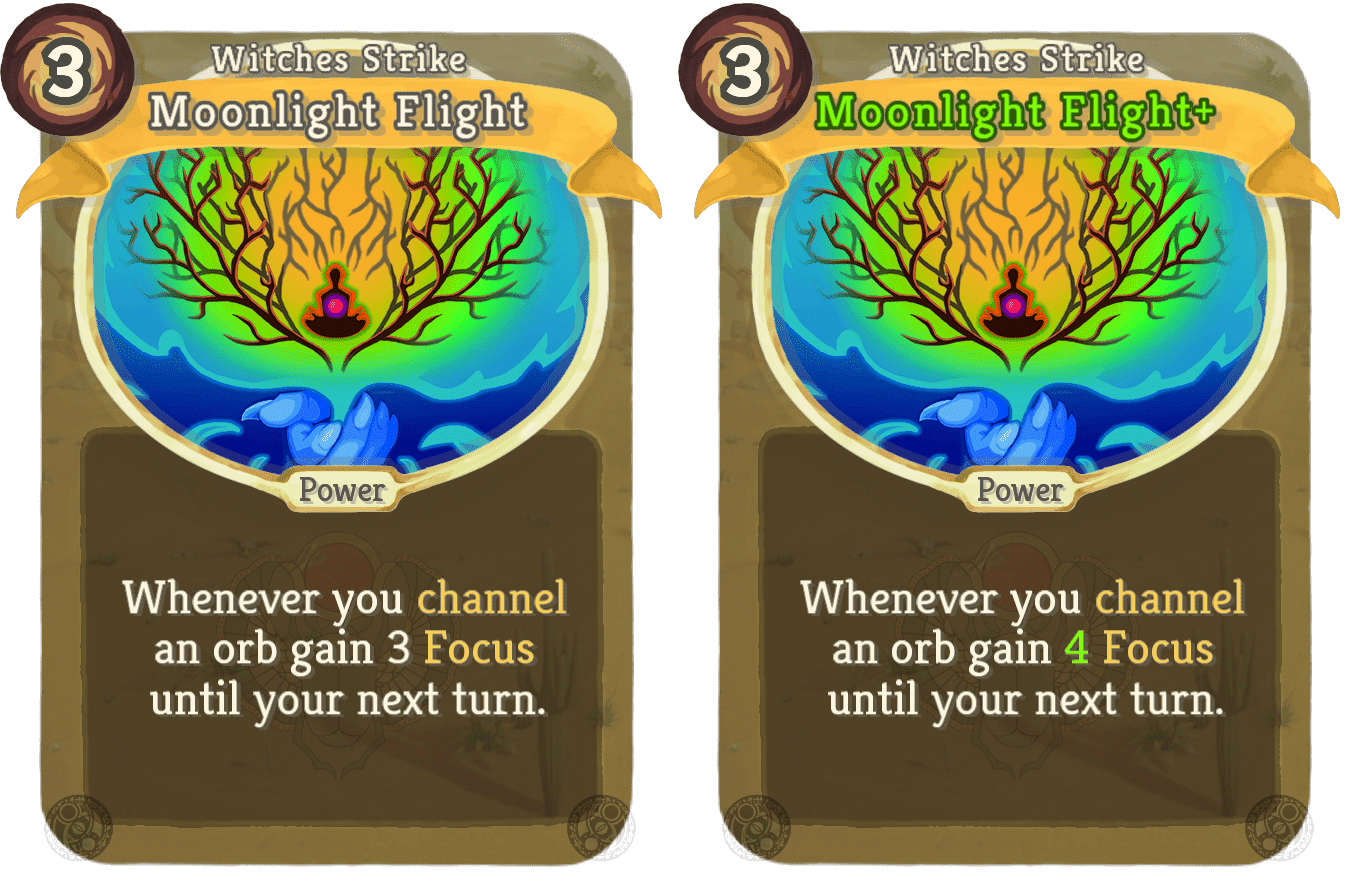 3
Witches Strike
Moonlight Flight
Power
Whenever you channel
an orb gain 3 Focus
until your next turn.
3
Witches Strike
Moonlight Flight+
Power
Whenever you channel
an orb gain 4 Focus
until your next turn.